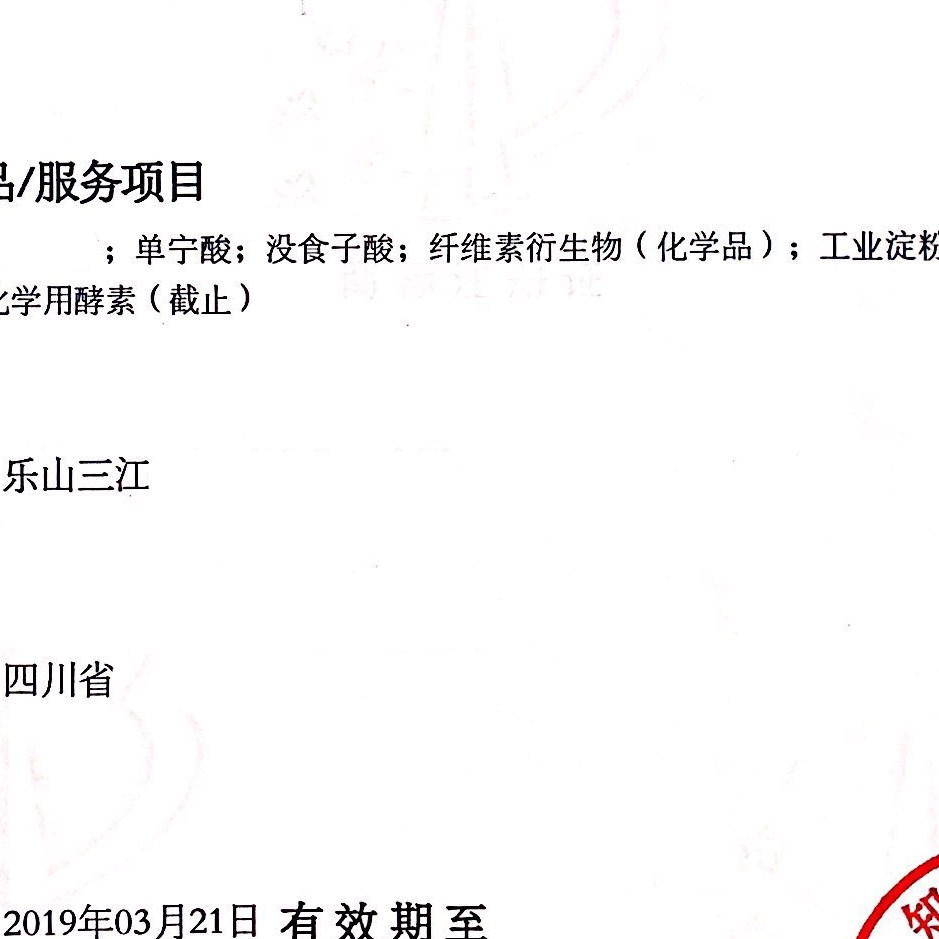 品/服务项目
；单宁酸；没食子酸；纤维素衍生物（化学品）；工业淀粉
化学用酵素（截止）
乐山三江
四川省
2019年03月21日 有效期至
知